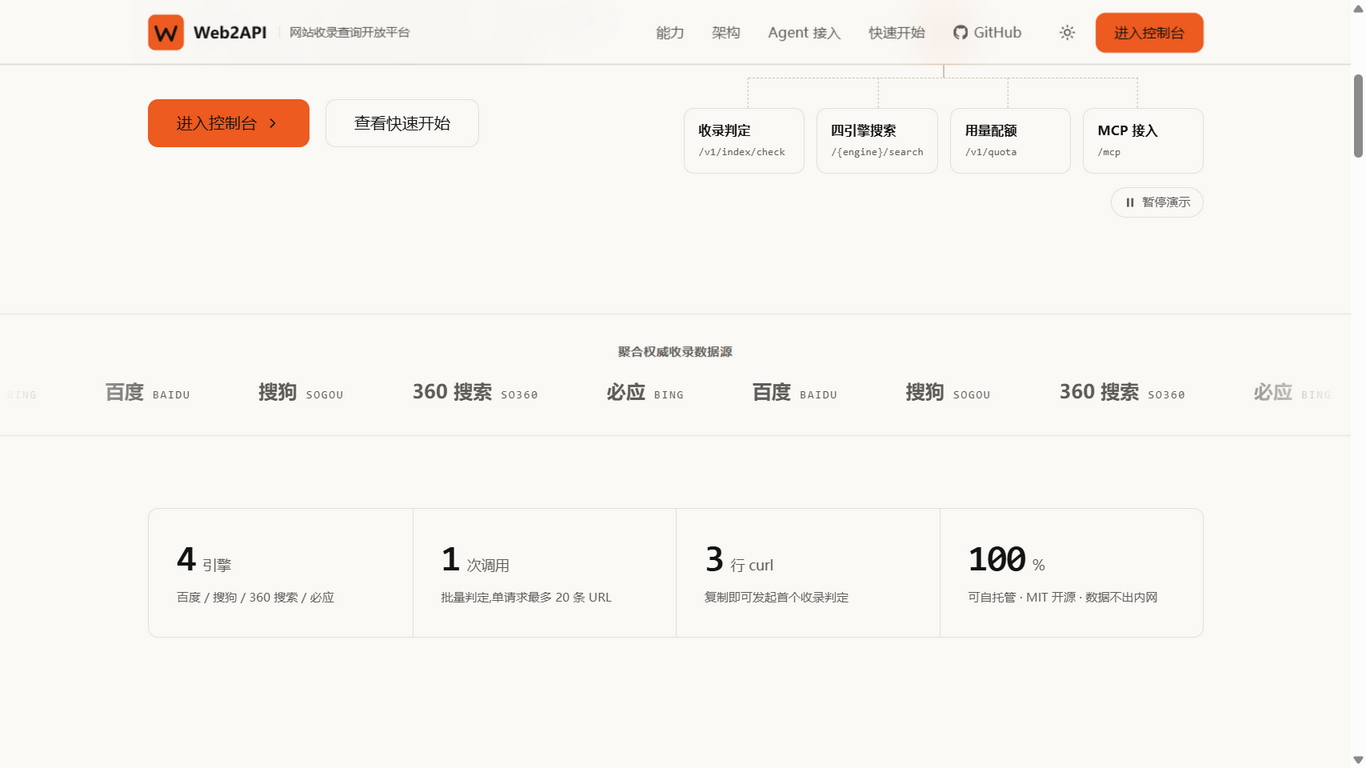 Web2API 网站收录查询开放平台 能力 架构 Agent 接入 快速开始 GitHub 进入控制台
进入控制台 查看快速开始
收录判定 四引擎搜索 用量配额 MCP 接入
/v1/index/check /{engine}/search /v1/quota /mcp
暂停演示
聚合权威收录数据源
BING 百度 BAIDU 搜狗 SOGOU 360 搜索 SO360 必应 BING 百度 BAIDU 搜狗 SOGOU 360 搜索 SO360 必应 BING
4 引擎 1 次调用 3 行 curl 100 %
百度 / 搜狗 / 360 搜索 / 必应 批量判定,单请求最多 20 条 URL 复制即可发起首个收录判定 可自托管 · MIT 开源 · 数据不出内网